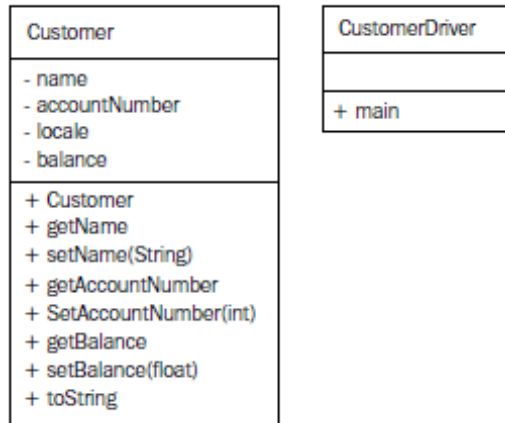 Customer
- name
- accountNumber
- locale
- balance
+ Customer
+ getName
+ setName(String)
+ getAccountNumber
+ SetAccountNumber(int)
+ getBalance
+ setBalance(float)
+ toString
CustomerDriver
+ main